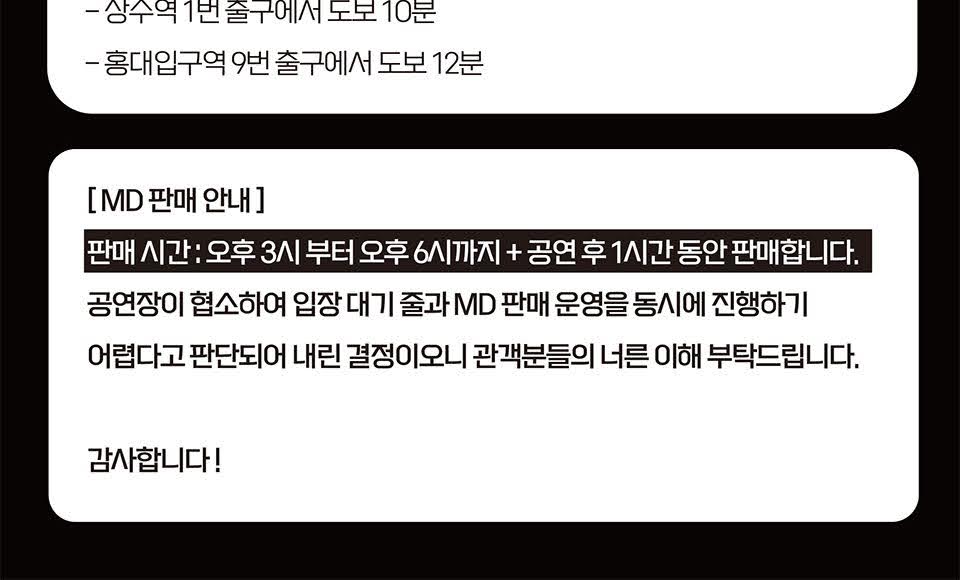 - 상수역 1번 출구에서 도보 10분
- 홍대입구역 9번 출구에서 도보 12분
[ MD 판매 안내 ]
판매 시간 : 오후 3시 부터 오후 6시까지 + 공연 후 1시간 동안 판매합니다.
공연장이 협소하여 입장 대기 줄과 MD 판매 운영을 동시에 진행하기
어렵다고 판단되어 내린 결정이오니 관객분들의 너른 이해 부탁드립니다.
감사합니다 !